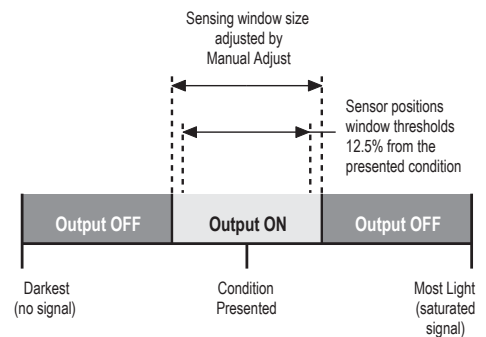 Sensing window size
adjusted by
Manual Adjust
Sensor positions
window thresholds
12.5% from the
presented condition
Output OFF
Output ON
Output OFF
Darkest
(no signal)
Condition
Presented
Most Light
(saturated
signal)